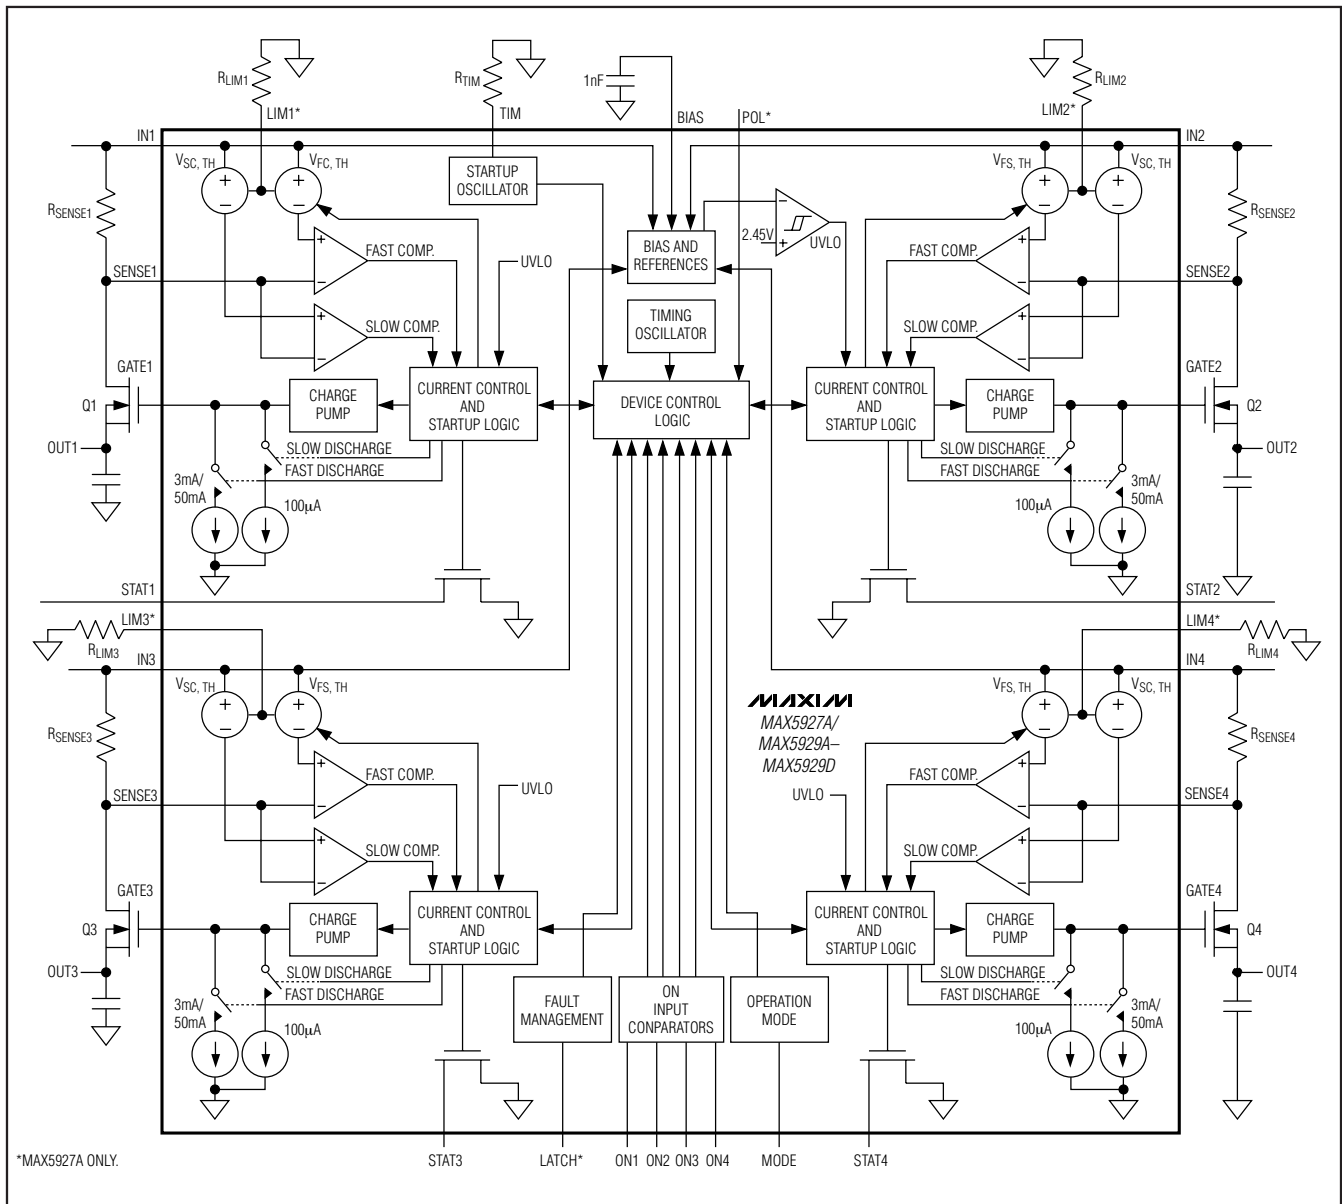 RLIM1
LIM1*
RTIM
TIM
1nF
BIAS
POL*
LIM2*
RLIM2
IN1
VSC, TH
VFC, TH
STARTUP
OSCILLATOR
RSENSE1
FAST COMP.
SENSE1
UVLO
SLOW COMP.
BIAS AND
REFERENCES
2.45V
UVLO
TIMING
OSCILLATOR
IN2
VFS, TH
VSC, TH
RSENSE2
FAST COMP.
SENSE2
SLOW COMP.
GATE1
Q1
OUT1
CHARGE
PUMP
CURRENT CONTROL
AND
STARTUP LOGIC
DEVICE CONTROL
LOGIC
CURRENT CONTROL
AND
STARTUP LOGIC
CHARGE
PUMP
GATE2
Q2
OUT2
SLOW DISCHARGE
FAST DISCHARGE
3mA/
50mA
100µA
SLOW DISCHARGE
FAST DISCHARGE
100µA
3mA/
50mA
STAT1
STAT2
LIM3*
RLIM3
LIM4*
RLIM4
IN3
VSC, TH
VFS, TH
RSENSE3
FAST COMP.
SENSE3
UVLO
SLOW COMP.
MAXIM
MAX5927A/
MAX5929A–
MAX5929D
UVLO
IN4
VFS, TH
VSC, TH
RSENSE4
FAST COMP.
SENSE4
SLOW COMP.
GATE3
Q3
OUT3
CHARGE
PUMP
CURRENT CONTROL
AND
STARTUP LOGIC
CURRENT CONTROL
AND
STARTUP LOGIC
CHARGE
PUMP
GATE4
Q4
OUT4
SLOW DISCHARGE
FAST DISCHARGE
3mA/
50mA
100µA
FAULT
MANAGEMENT
ON
INPUT
CONPARATORS
OPERATION
MODE
SLOW DISCHARGE
FAST DISCHARGE
100µA
3mA/
50mA
*MAX5927A ONLY.
STAT3
LATCH*
ON1 ON2 ON3 ON4
MODE
STAT4